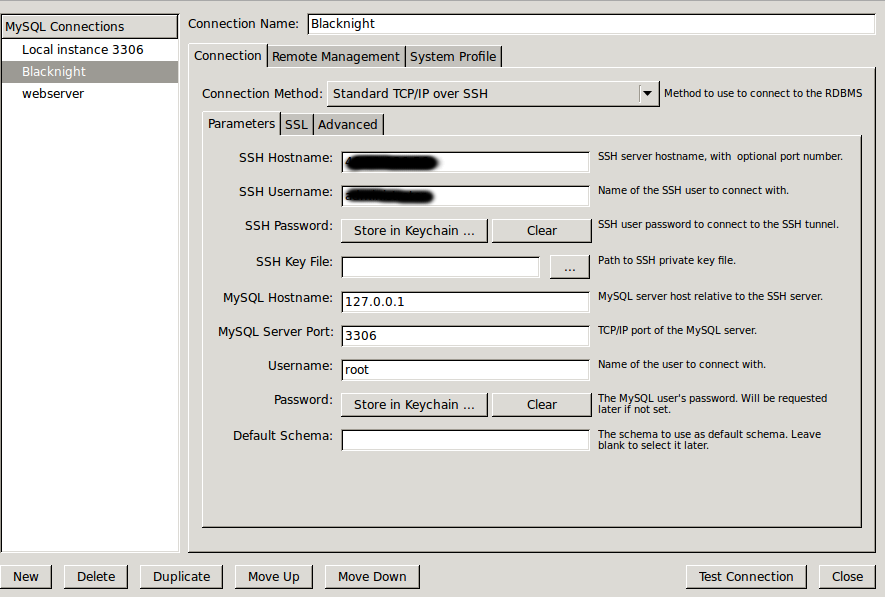 MySQL Connections
Local instance 3306
Blacknight
webserver
Connection Name: Blacknight
Connection Remote Management System Profile
Connection Method: Standard TCP/IP over SSH Method to use to connect to the RDBMS
Parameters SSL Advanced
SSH Hostname: SSH server hostname, with optional port number.
SSH Username: Name of the SSH user to connect with.
SSH Password: Store in Keychain ... Clear SSH user password to connect to the SSH tunnel.
SSH Key File: ... Path to SSH private key file.
MySQL Hostname: 127.0.0.1 MySQL server host relative to the SSH server.
MySQL Server Port: 3306 TCP/IP port of the MySQL server.
Username: root Name of the user to connect with.
Password: Store in Keychain ... Clear The MySQL user's password. Will be requested
later if not set.
Default Schema: The schema to use as default schema. Leave
blank to select it later.
New Delete Duplicate Move Up Move Down Test Connection Close